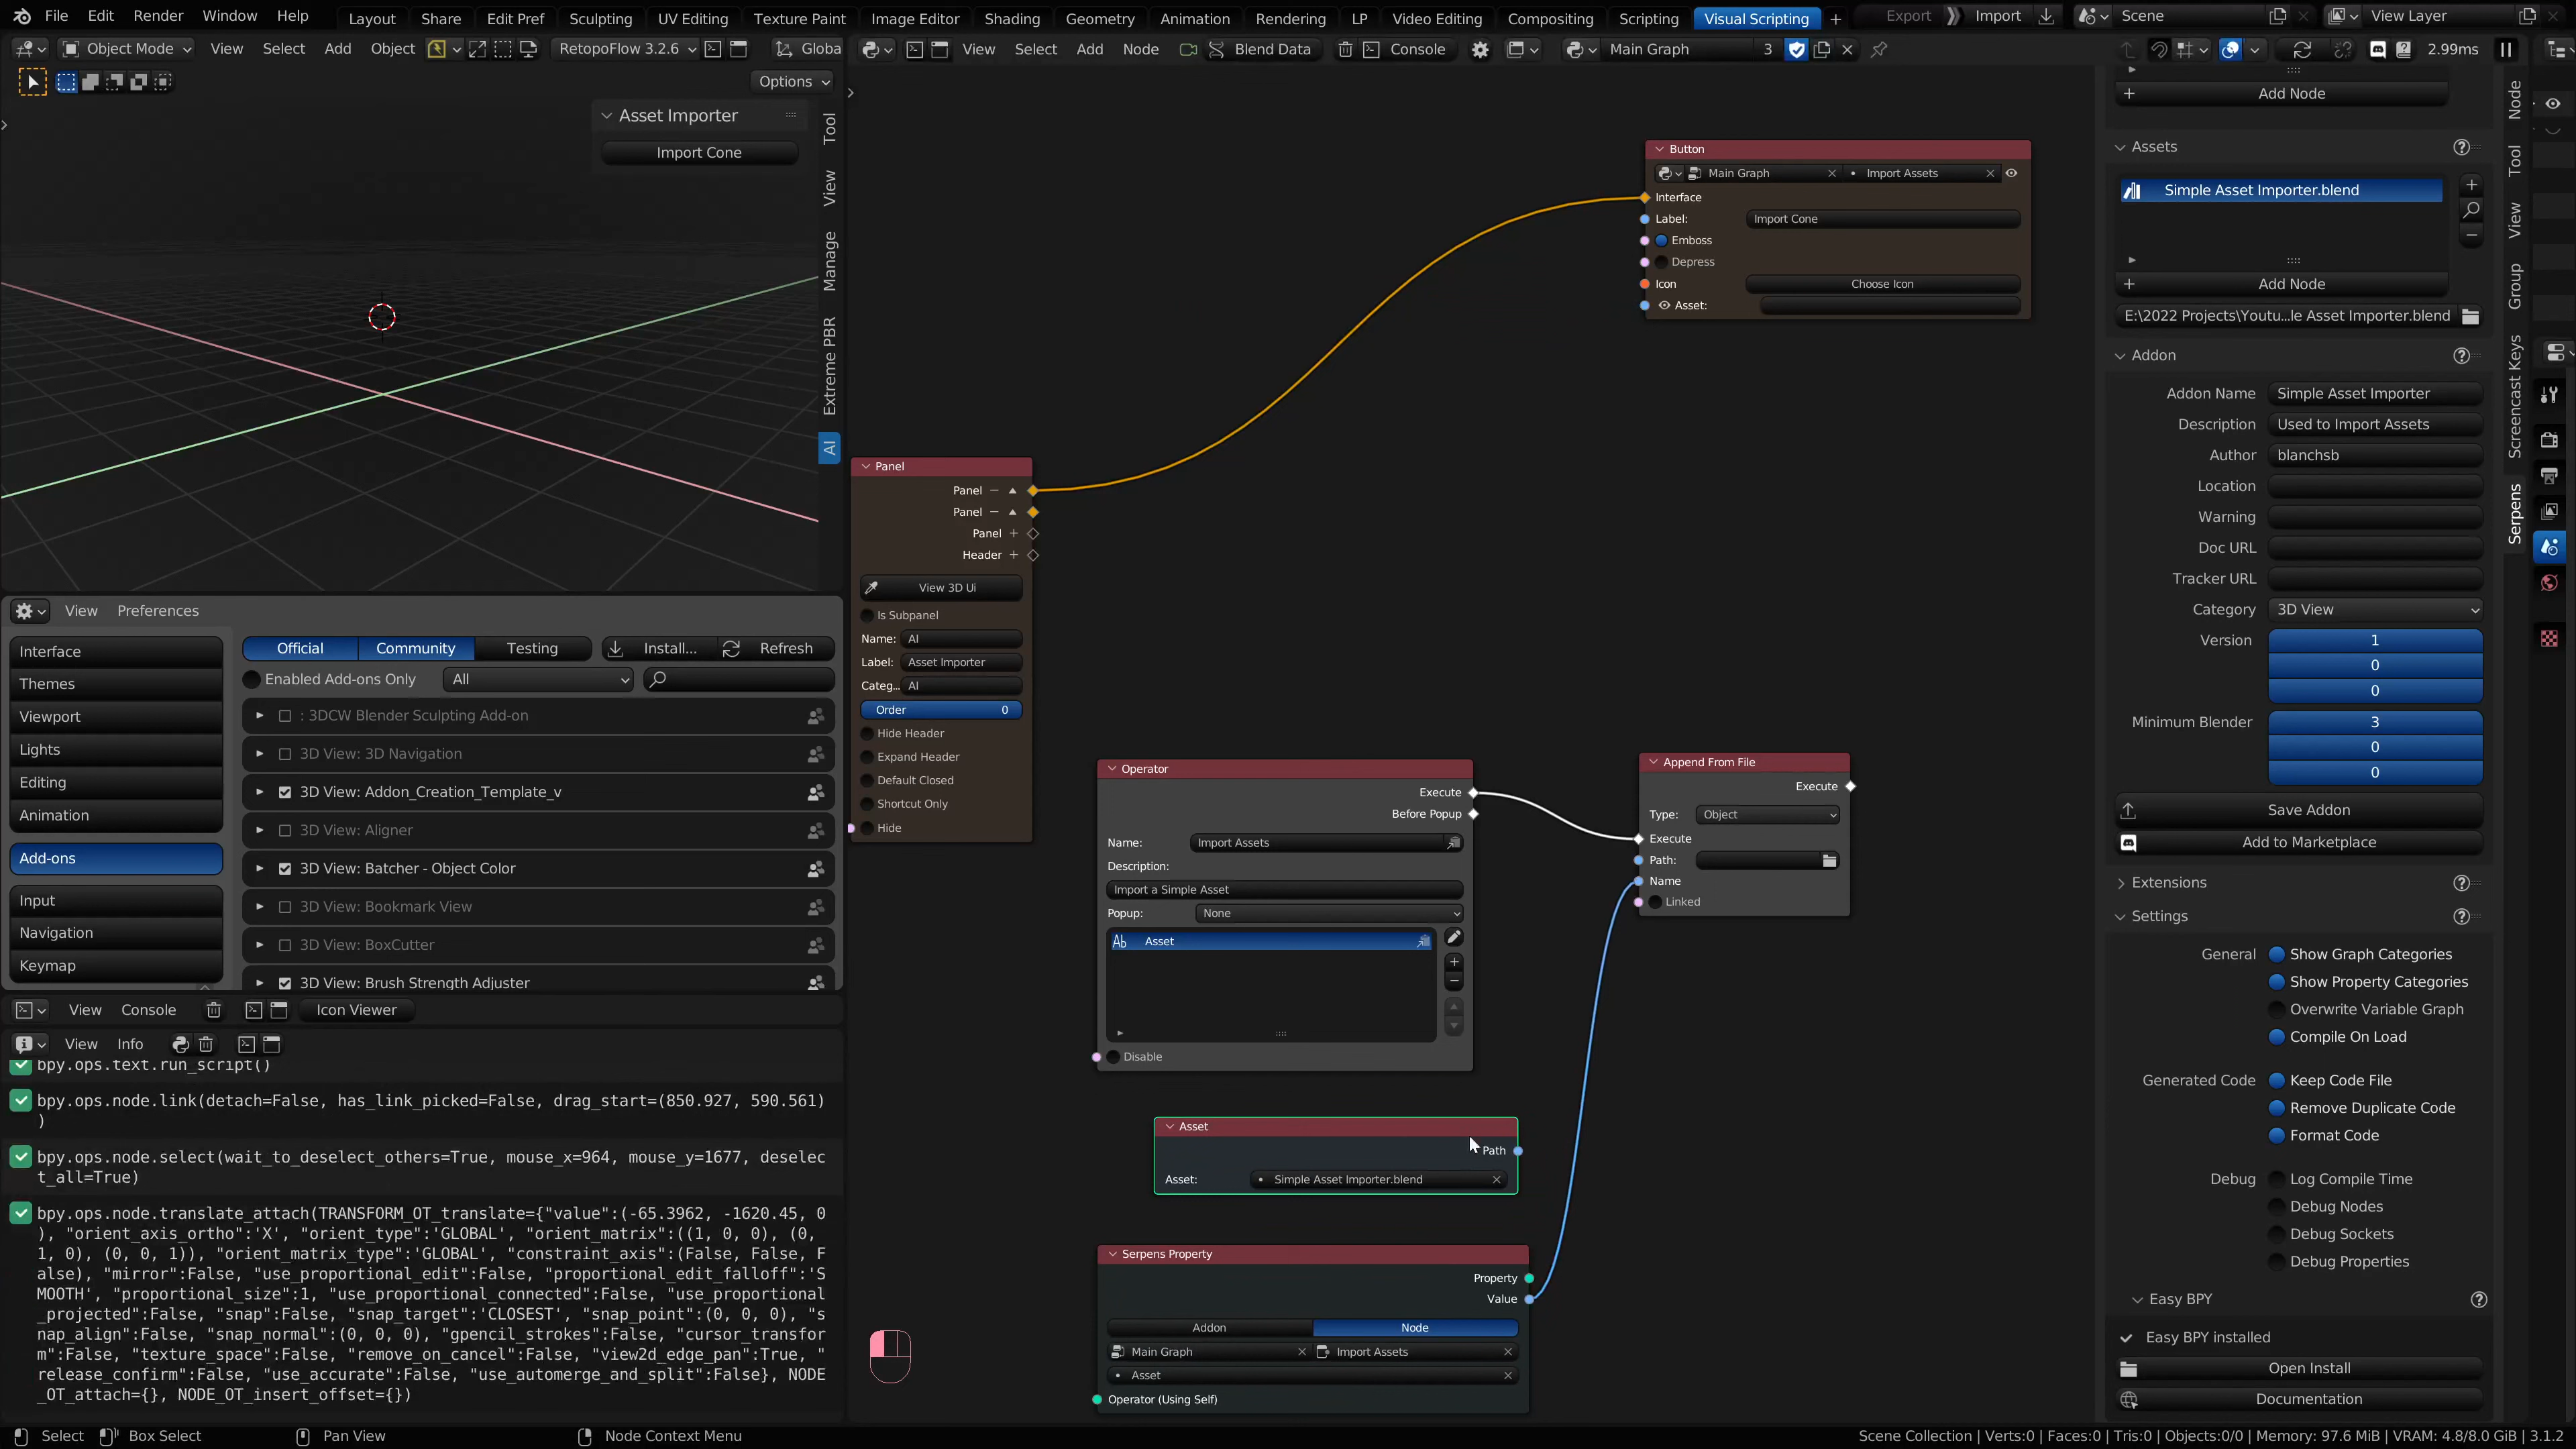 File Edit Render Window Help Layout Share Edit Pref Sculpting UV Editing Texture Paint Image Editor Shading Geometry Animation Rendering LP Video Editing Compositing Scripting Visual Scripting + Export Import Scene View Layer
Object Mode View Select Add Object RetopoFlow 3.2.6 Globa
View Select Add Node Blend Data Console Main Graph 3 2.99ms
Options
Asset Importer
Import Cone
Tool
View
Manage
Extreme PBR
AI
Button
Main Graph Import Assets
Interface
Label: Import Cone
Emboss
Depress
Icon Choose Icon
Asset:
Panel
Panel
Panel
Panel
Header
View 3D Ui
Is Subpanel
Name: AI
Label: Asset Importer
Categ... AI
Order 0
Hide Header
Expand Header
Default Closed
Shortcut Only
Hide
Operator
Execute
Before Popup
Name: Import Assets
Description:
Import a Simple Asset
Popup: None
Asset
Disable
Append From File
Execute
Type: Object
Execute
Path:
Name
Linked
Asset
Path
Asset: Simple Asset Importer.blend
Serpens Property
Property
Value
Addon Node
Main Graph Import Assets
Asset
Operator (Using Self)
Add Node
Assets
Simple Asset Importer.blend
Add Node
E:\2022 Projects\Youtu...le Asset Importer.blend
Addon
Addon Name Simple Asset Importer
Description Used to Import Assets
Author blanchsb
Location
Warning
Doc URL
Tracker URL
Category 3D View
Version 1
0
0
Minimum Blender 3
0
0
Save Addon
Add to Marketplace
Extensions
Settings
General Show Graph Categories
Show Property Categories
Overwrite Variable Graph
Compile On Load
Generated Code Keep Code File
Remove Duplicate Code
Format Code
Debug Log Compile Time
Debug Nodes
Debug Sockets
Debug Properties
Easy BPY
Easy BPY installed
Open Install
Documentation
Node
Tool
View
Group
Screencast Keys
Serpens
View Preferences
Interface
Themes
Viewport
Lights
Editing
Animation
Add-ons
Input
Navigation
Keymap
Official Community Testing Install... Refresh
Enabled Add-ons Only All
: 3DCW Blender Sculpting Add-on
3D View: 3D Navigation
3D View: Addon_Creation_Template_v
3D View: Aligner
3D View: Batcher - Object Color
3D View: Bookmark View
3D View: BoxCutter
3D View: Brush Strength Adjuster
View Console Icon Viewer
View Info
bpy.ops.text.run_script()
bpy.ops.node.link(detach=False, has_link_picked=False, drag_start=(850.927, 590.561)
)
bpy.ops.node.select(wait_to_deselect_others=True, mouse_x=964, mouse_y=1677, deselec
t_all=True)
bpy.ops.node.translate_attach(TRANSFORM_OT_translate={"value":(-65.3962, -1620.45, 0
), "orient_axis_ortho":'X', "orient_type":'GLOBAL', "orient_matrix":((1, 0, 0), (0,
1, 0), (0, 0, 1)), "orient_matrix_type":'GLOBAL', "constraint_axis":(False, False, F
alse), "mirror":False, "use_proportional_edit":False, "proportional_edit_falloff":'S
MOOTH', "proportional_size":1, "use_proportional_connected":False, "use_proportional
_projected":False, "snap":False, "snap_target":'CLOSEST', "snap_point":(0, 0, 0), "s
nap_align":False, "snap_normal":(0, 0, 0), "gpencil_strokes":False, "cursor_transfor
m":False, "texture_space":False, "remove_on_cancel":False, "view2d_edge_pan":True, "
release_confirm":False, "use_accurate":False, "use_automerge_and_split":False}, NODE
_OT_attach={}, NODE_OT_insert_offset={})
Select Box Select Pan View Node Context Menu Scene Collection | Verts:0 | Faces:0 | Tris:0 | Objects:0/0 | Memory: 97.6 MiB | VRAM: 4.8/8.0 GiB | 3.1.2